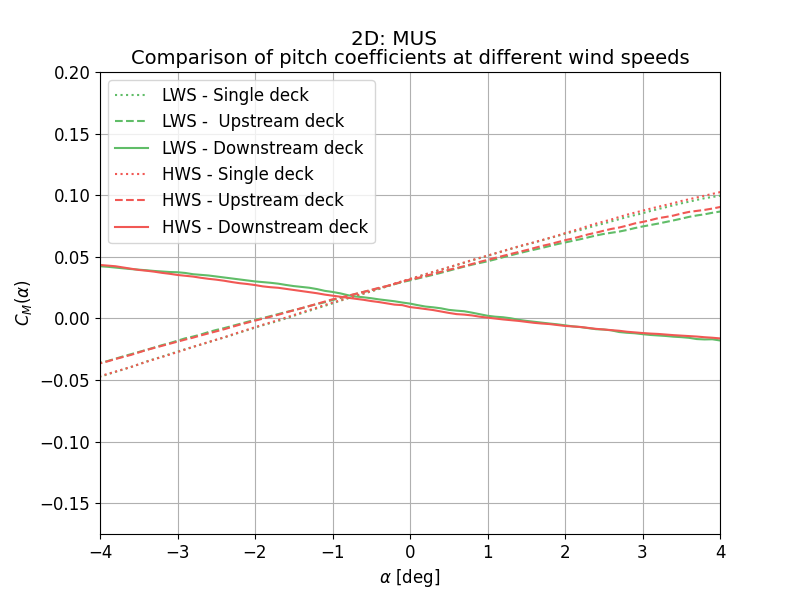 2D: MUS
Comparison of pitch coefficients at different wind speeds
LWS - Single deck
LWS -  Upstream deck
LWS - Downstream deck
HWS - Single deck
HWS - Upstream deck
HWS - Downstream deck
0.20
0.15
0.10
0.05
0.00
−0.05
−0.10
−0.15
C_M(α)
−4 −3 −2 −1 0 1 2 3 4
α [deg]